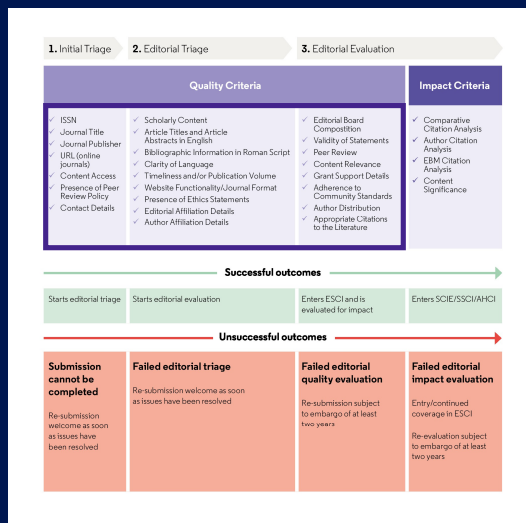 1. Initial Triage
2. Editorial Triage
3. Editorial Evaluation
Quality Criteria
Impact Criteria
✓ ISSN
✓ Journal Title
✓ Journal Publisher
✓ URL (online
journals)
✓ Content Access
✓ Presence of Peer
Review Policy
✓ Contact Details
✓ Scholarly Content
✓ Article Titles and Article
Abstracts in English
✓ Bibliographic Information in Roman Script
✓ Clarity of Language
✓ Timeliness and/or Publication Volume
✓ Website Functionality/Journal Format
✓ Presence of Ethics Statements
✓ Editorial Affiliation Details
✓ Author Affiliation Details
✓ Editorial Board
Compostition
✓ Validity of Statements
✓ Peer Review
✓ Content Relevance
✓ Grant Support Details
✓ Adherence to
Community Standards
✓ Author Distribution
✓ Appropriate Citations
to the Literature
✓ Comparative
Citation Analysis
✓ Author Citation
Analysis
✓ EBM Citation
Analysis
✓ Content
Significance
Successful outcomes
Starts editorial triage
Starts editorial evaluation
Enters ESCI and is
evaluated for impact
Enters SCIE/SSCI/AHCI
Unsuccessful outcomes
Submission
cannot be
completed
Re-submission
welcome as soon
as issues have
been resolved
Failed editorial triage
Re-submission welcome as soon
as issues have been resolved
Failed editorial
quality evaluation
Re-submission subject
to embargo of at least
two years
Failed editorial
impact evaluation
Entry/continued
coverage in ESCI
Re-evaluation subject
to embargo of at least
two years